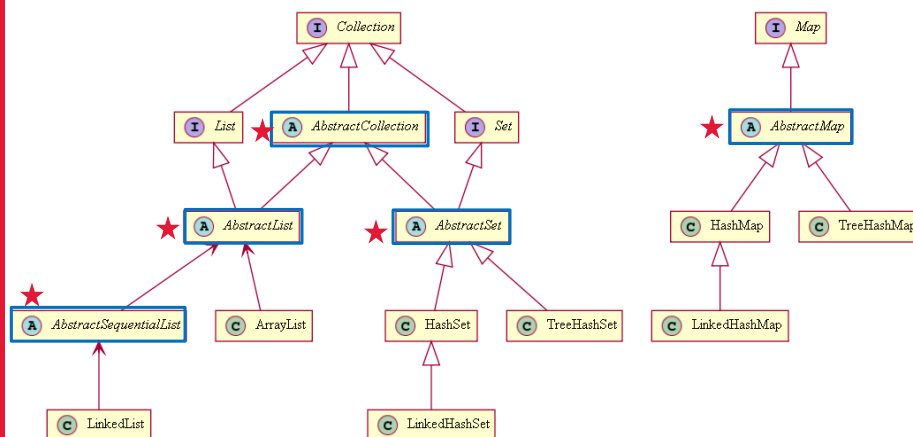 I Collection
I Map
I List
A AbstractCollection
I Set
A AbstractMap
A AbstractList
A AbstractSet
C HashMap
C TreeHashMap
A AbstractSequentialList
C ArrayList
C HashSet
C TreeHashSet
C LinkedHashMap
C LinkedList
C LinkedHashSet